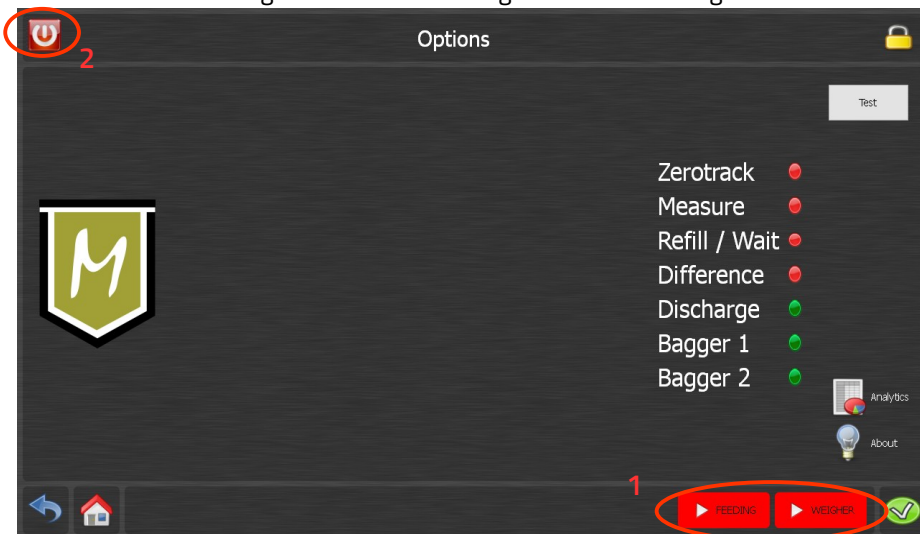 2
Options
Test
Zerotrack
Measure
Refill / Wait
Difference
Discharge
Bagger 1
Bagger 2
Analytics
About
M
1
FEEDING
WEIGHER